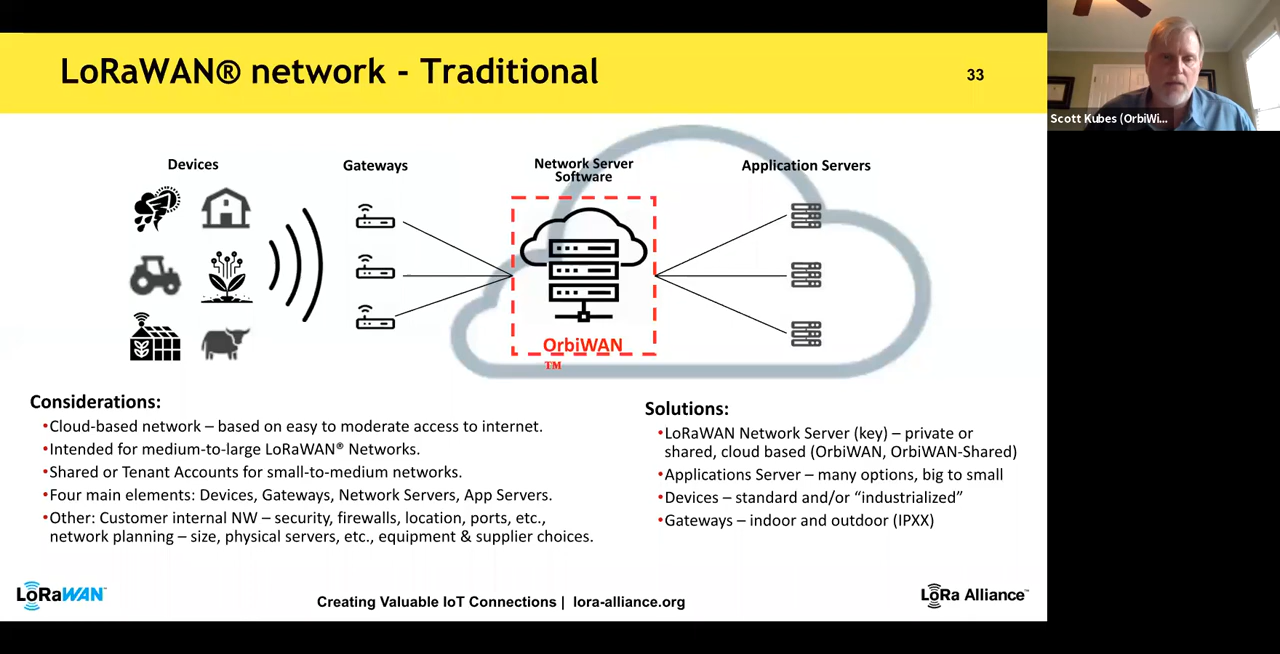 LoRaWAN® network - Traditional
33
Scott Kubes (OrbiWi...
Devices
Gateways
Network Server
Software
Application Servers
OrbiWAN
™
Considerations:
•Cloud-based network – based on easy to moderate access to internet.
•Intended for medium-to-large LoRaWAN® Networks.
•Shared or Tenant Accounts for small-to-medium networks.
•Four main elements: Devices, Gateways, Network Servers, App Servers.
•Other: Customer internal NW – security, firewalls, location, ports, etc.,
network planning – size, physical servers, etc., equipment & supplier choices.
Solutions:
•LoRaWAN Network Server (key) – private or
shared, cloud based (OrbiWAN, OrbiWAN-Shared)
•Applications Server – many options, big to small
•Devices – standard and/or “industrialized”
•Gateways – indoor and outdoor (IPXX)
LoRaWAN™
Creating Valuable IoT Connections | lora-alliance.org
LoRa Alliance™